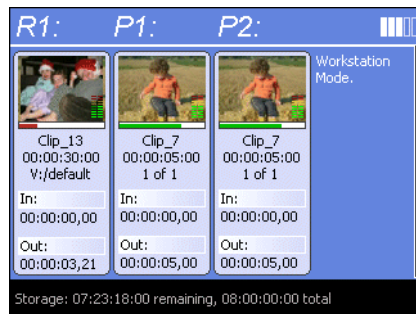 R1: P1: P2:
Clip_13 Clip_7 Clip_7 Workstation
00:00:30:00 00:00:05:00 00:00:05:00 Mode.
V:/default 1 of 1 1 of 1
In: In: In:
00:00:00,00 00:00:00,00 00:00:00,00
Out: Out: Out:
00:00:03,21 00:00:05,00 00:00:05,00
Storage: 07:23:18:00 remaining, 08:00:00:00 total